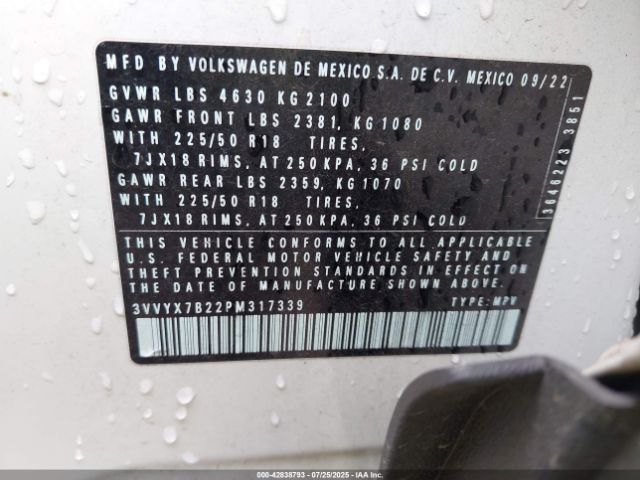 MFD BY VOLKSWAGEN DE MEXICO S.A. DE C.V. MEXICO 09/22
GVWR LBS 4630 KG 2100
GAWR FRONT LBS 2381, KG 1080
WITH 225/50 R18 TIRES,
7JX18 RIMS, AT 250 KPA, 36 PSI COLD
GAWR REAR LBS 2359, KG 1070
WITH 225/50 R18 TIRES,
7JX18 RIMS, AT 250 KPA, 36 PSI COLD
THIS VEHICLE CONFORMS TO ALL APPLICABLE
U.S. FEDERAL MOTOR VEHICLE SAFETY AND
THEFT PREVENTION STANDARDS IN EFFECT ON
THE DATE OF MANUFACTURE SHOWN ABOVE.
3VVYX7B22PM317339 TYPE: MPV
3646223 3851
000-42838793 - 07/25/2025 - IAAI.com